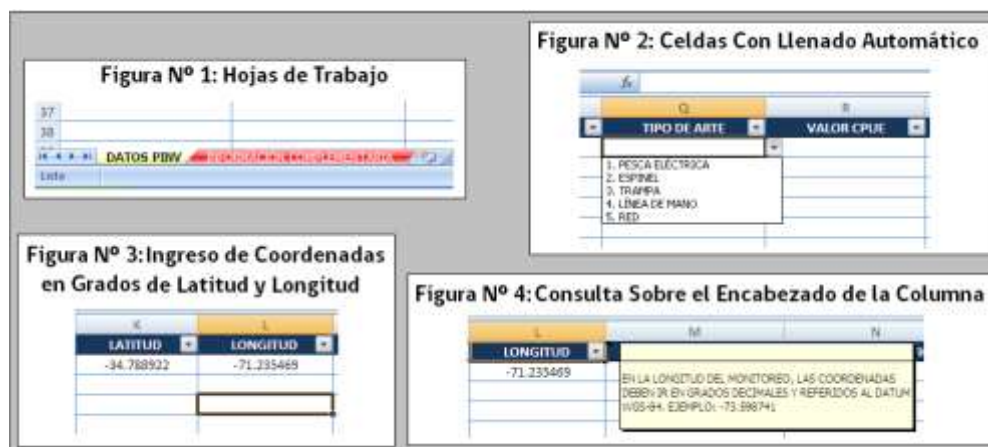 Figura Nº 1: Hojas de Trabajo
37
38
DATOS PBIV
Listo
Figura Nº 2: Celdas Con Llenado Automático
fx
Q R
TIPO DE ARTE VALOR CPUE
1. PESCA ELÉCTRICA
2. ESPINEL
3. TRAMPA
4. LÍNEA DE MANO
5. RED
Figura Nº 3: Ingreso de Coordenadas
en Grados de Latitud y Longitud
K L
LATITUD LONGITUD
-34.788922 -71.235469
Figura Nº 4: Consulta Sobre el Encabezado de la Columna
L M N
LONGITUD
-71.235469
EN LA LONGITUD DEL MONITOREO, LAS COORDENADAS
DEBEN IR EN GRADOS DECIMALES Y REFERIDOS AL DATUM
WGS-84. EJEMPLO: -73.598741